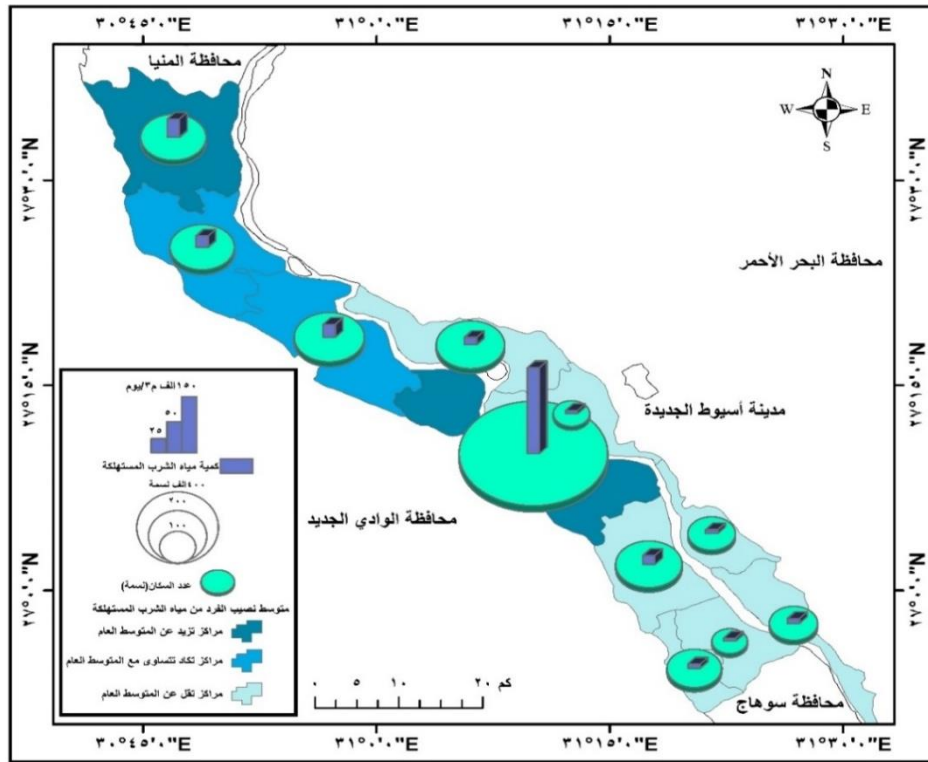 ٣٠°٤٥'٠"E
٣١°٠'٠"E
٣١°١٥'٠"E
٣١°٣٠'٠"E
محافظة المنيا
N
W E
S
٢٧°٣٠'٠"N
٢٧°٣٠'٠"N
محافظة البحر الأحمر
٢٧°١٥'٠"N
٢٧°١٥'٠"N
مدينة أسيوط الجديدة
محافظة الوادي الجديد
١٥٠ الف م٣/يوم
٥٠
٢٥
كمية مياه الشرب المستهلكة
٤٠٠ الف نسمة
٢٠٠
١٠٠
عدد السكان(نسمة)
متوسط نصيب الفرد من مياه الشرب المستهلكة
مراكز تزيد عن المتوسط العام
مراكز تكاد تتساوى مع المتوسط العام
مراكز تقل عن المتوسط العام
٢٧°٠'٠"N
٢٧°٠'٠"N
٠ ٥ ١٠ ٢٠ كم
محافظة سوهاج
٣٠°٤٥'٠"E
٣١°٠'٠"E
٣١°١٥'٠"E
٣١°٣٠'٠"E